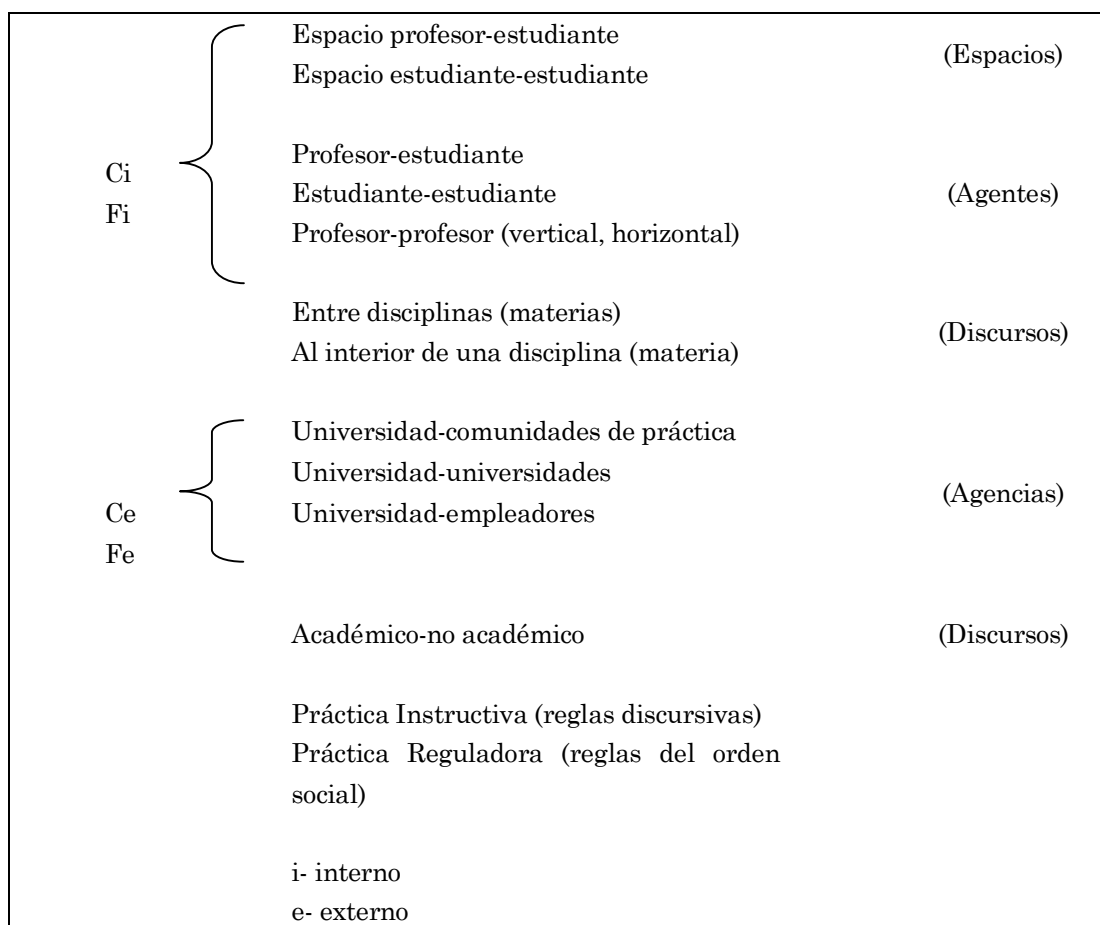 Espacio profesor-estudiante
Espacio estudiante-estudiante
(Espacios)
Ci
Fi
Profesor-estudiante
Estudiante-estudiante
Profesor-profesor (vertical, horizontal)
(Agentes)
Entre disciplinas (materias)
Al interior de una disciplina (materia)
(Discursos)
Ce
Fe
Universidad-comunidades de práctica
Universidad-universidades
Universidad-empleadores
(Agencias)
Académico-no académico
(Discursos)
Práctica Instructiva (reglas discursivas)
Práctica Reguladora (reglas del orden
social)
i- interno
e- externo